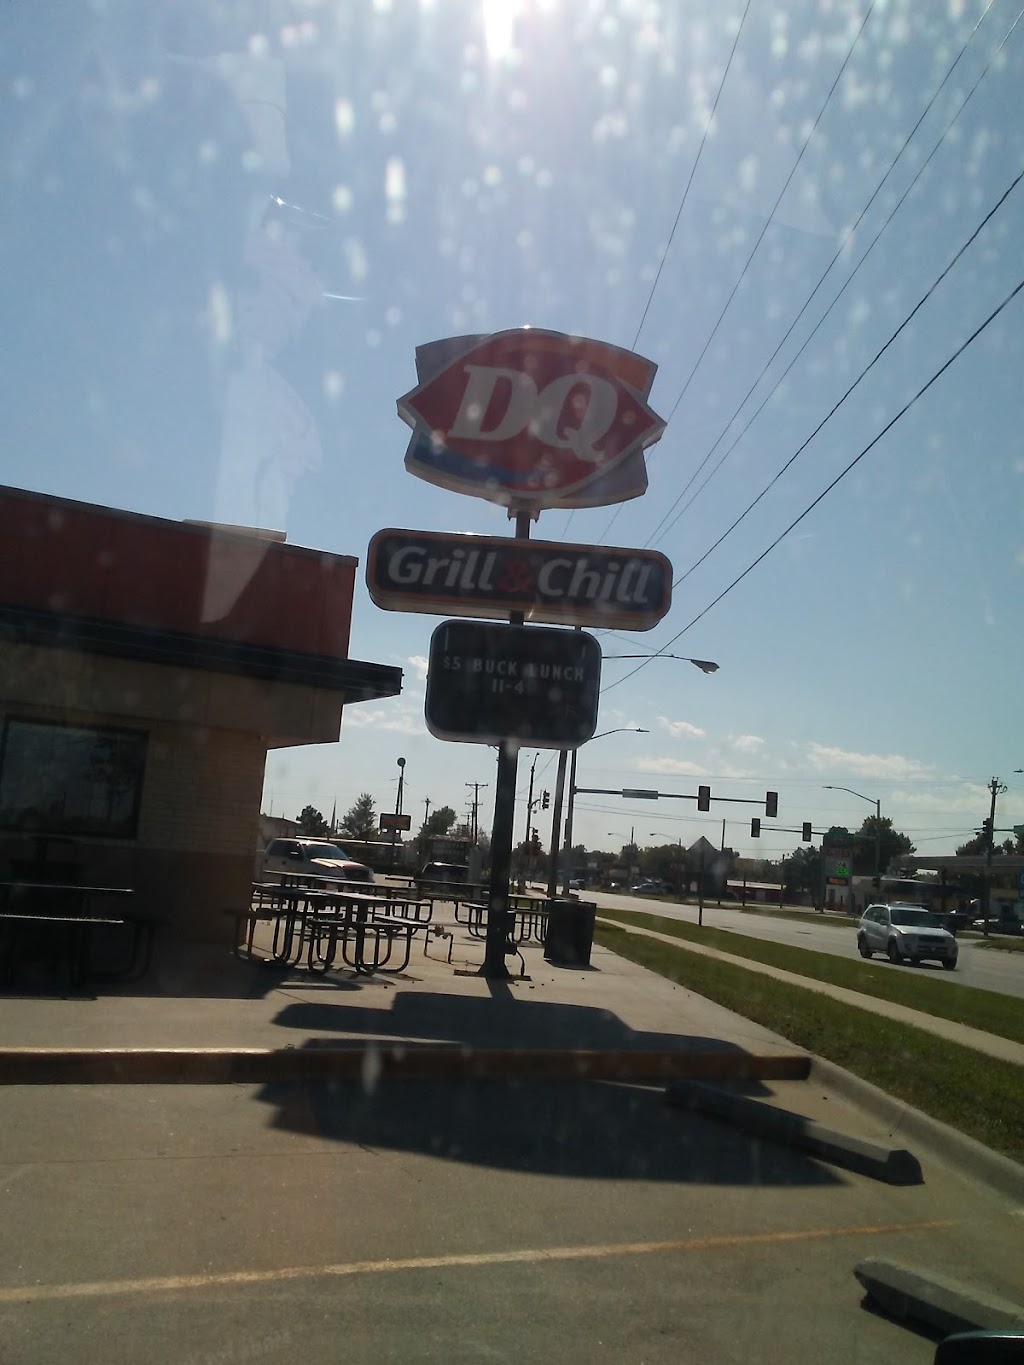 DQ
Grill & Chill
$5 BUCK LUNCH
11-4